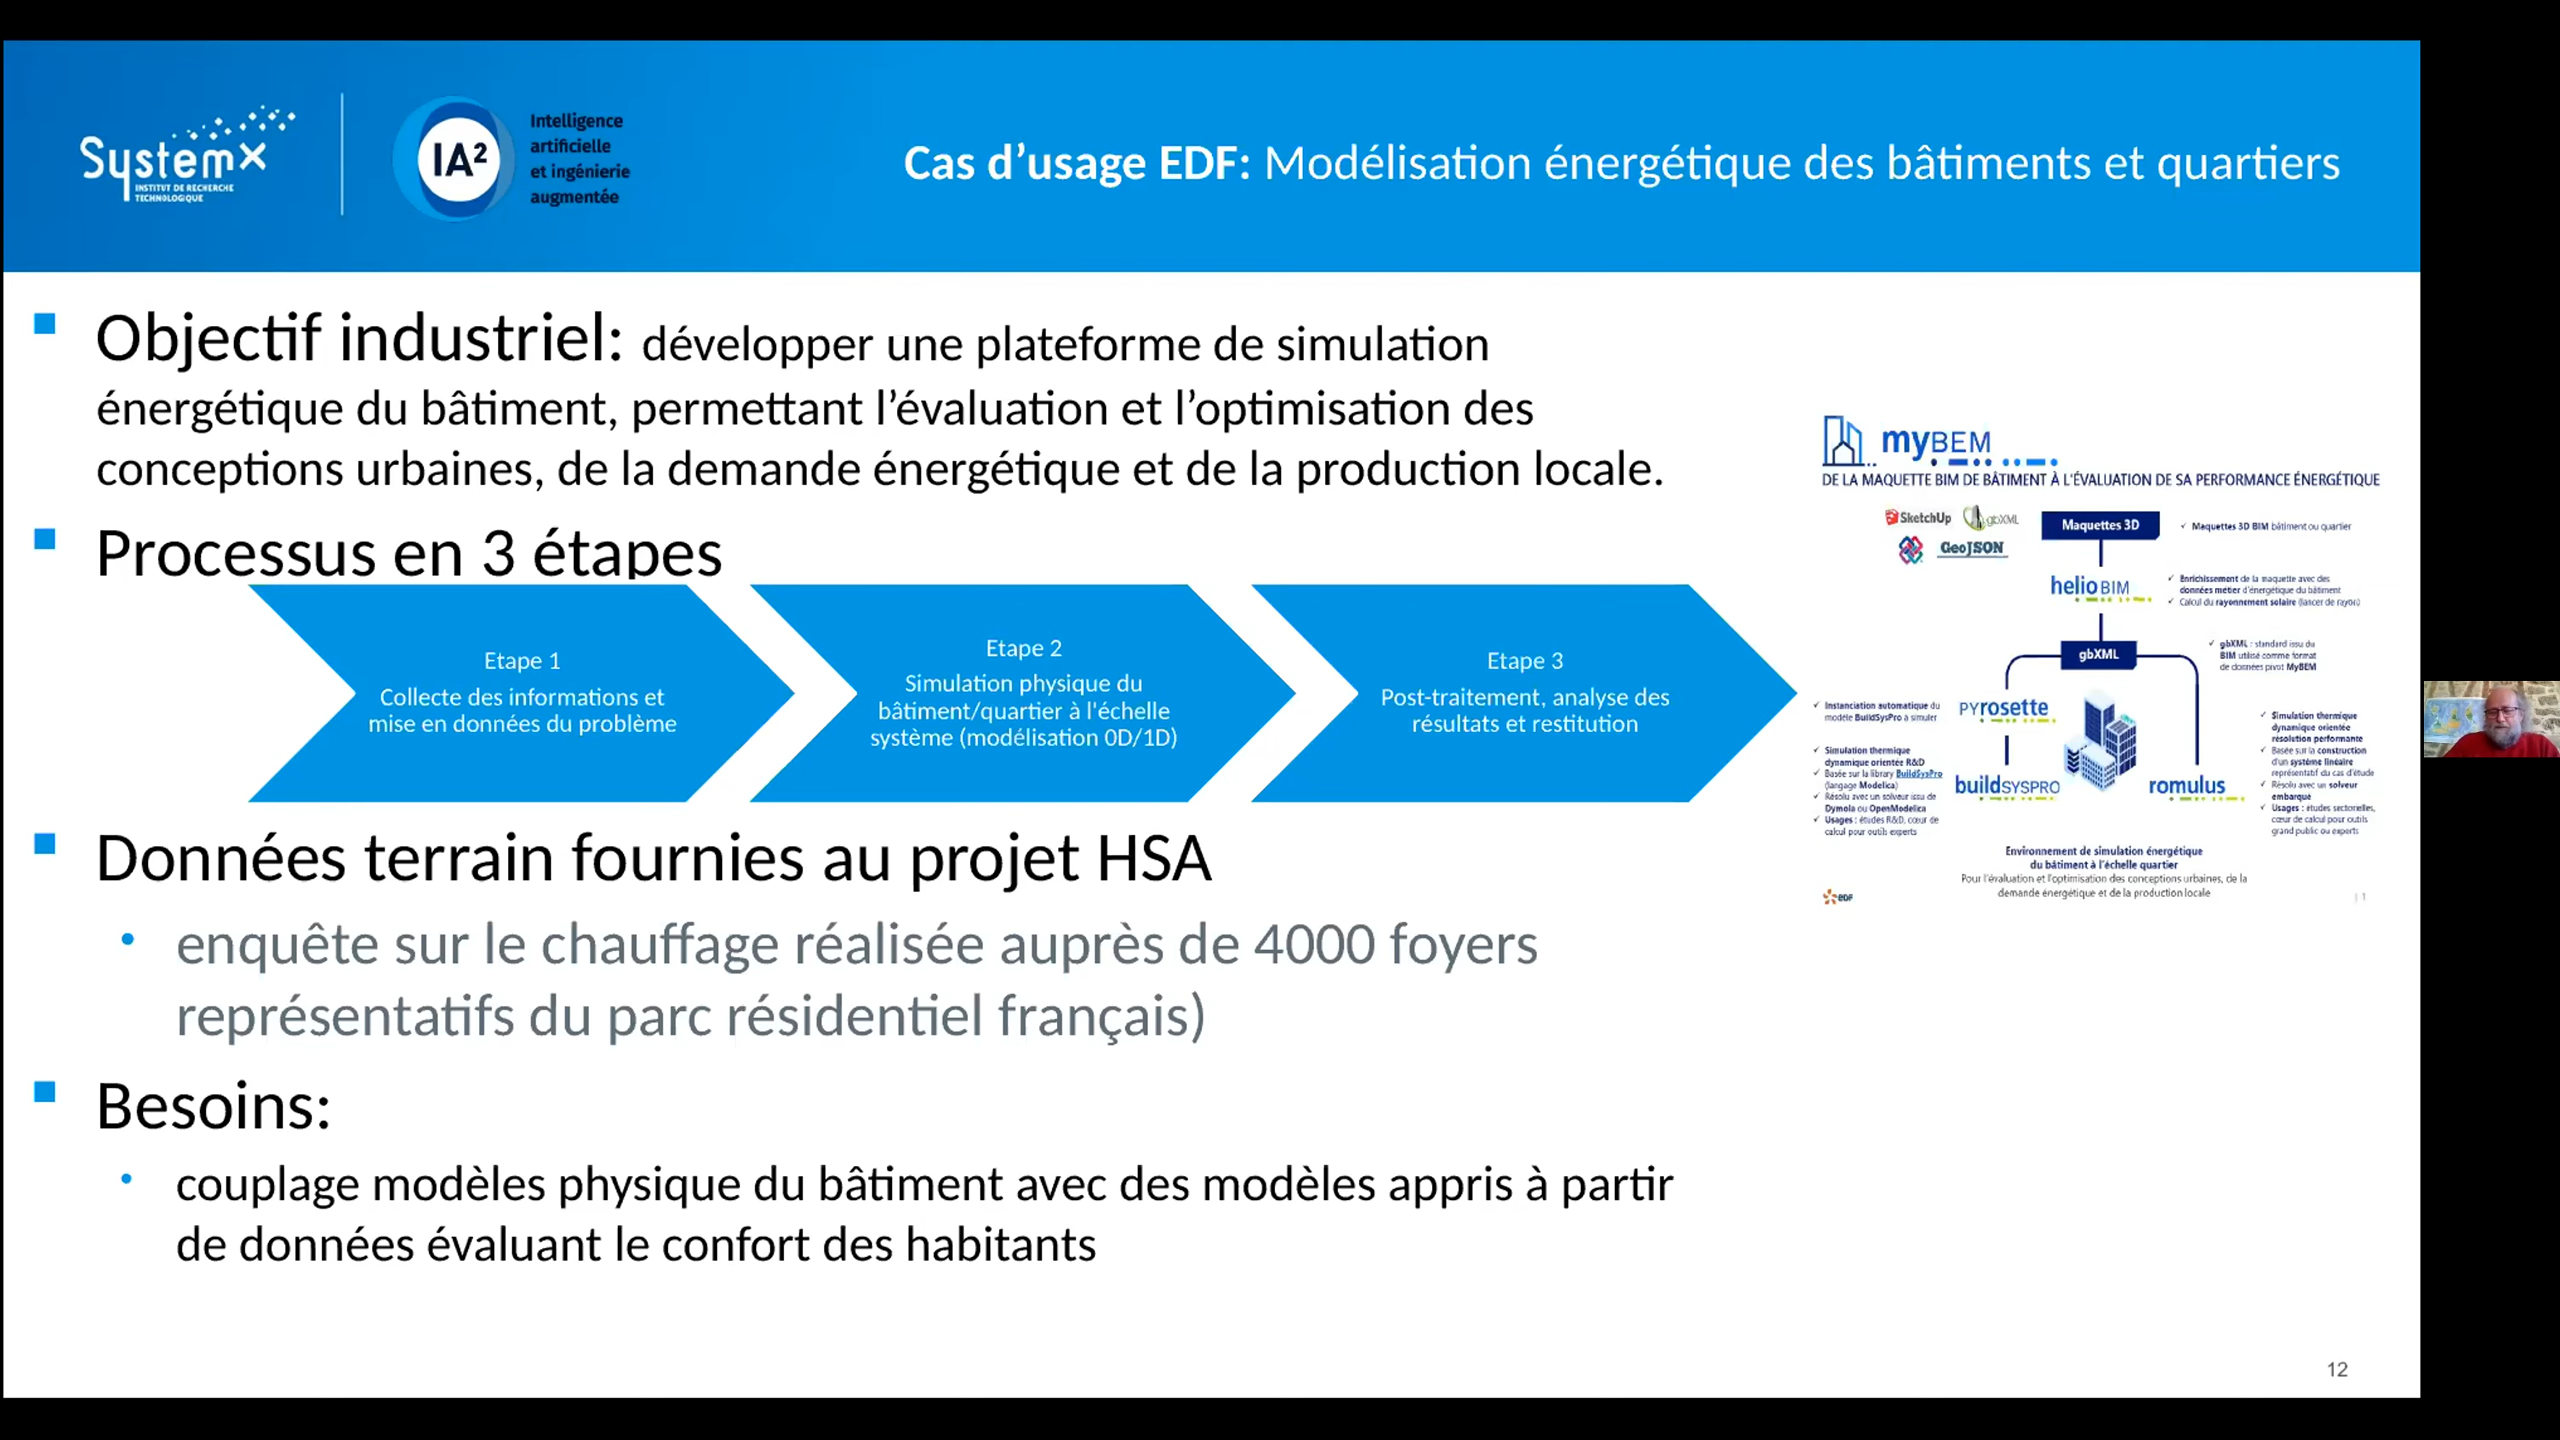 SystemX
INSTITUT DE RECHERCHE
TECHNOLOGIQUE
IA²
Intelligence
artificielle
et ingénierie
augmentée
Cas d’usage EDF: Modélisation énergétique des bâtiments et quartiers
Objectif industriel: développer une plateforme de simulation
énergétique du bâtiment, permettant l’évaluation et l’optimisation des
conceptions urbaines, de la demande énergétique et de la production locale.
Processus en 3 étapes
Etape 1
Collecte des informations et
mise en données du problème
Etape 2
Simulation physique du
bâtiment/quartier à l'échelle
système (modélisation 0D/1D)
Etape 3
Post-traitement, analyse des
résultats et restitution
Données terrain fournies au projet HSA
enquête sur le chauffage réalisée auprès de 4000 foyers
représentatifs du parc résidentiel français)
Besoins:
couplage modèles physique du bâtiment avec des modèles appris à partir
de données évaluant le confort des habitants
myBEM
DE LA MAQUETTE BIM DE BÂTIMENT À L'ÉVALUATION DE SA PERFORMANCE ÉNERGÉTIQUE
SketchUp
gbXML
GeoJSON
Maquettes 3D
Maquettes 3D BIM bâtiment ou quartier
helioBIM
Enrichissement de la maquette avec des
données métier d'énergétique du bâtiment
Calcul du rayonnement solaire (lancer de rayon)
gbXML
gbXML : standard issu du
BIM utilisé comme format
de données pivot MyBEM
PYrosette
Instanciation automatique du
modèle BuildSysPro à simuler
Simulation thermique
dynamique orientée R&D
Basée sur la library BuildSysPro
(langage Modelica)
Résolu avec un solveur issu de
Dymola ou OpenModelica
Usages : études R&D, cœur de
calcul pour outils experts
buildSYSPRO
romulus
Simulation thermique
dynamique orientée
resolution performante
Basée sur la construction
d'un système linéaire
représentatif du cas d'étude
Résolu avec un solveur
embarqué
Usages : études sectorielles,
cœur de calcul pour outils
grand public ou experts
Environnement de simulation énergétique
du bâtiment à l'échelle quartier
Pour l'évaluation et l'optimisation des conceptions urbaines, de la
demande énergétique et de la production locale
eDF
| 1
12